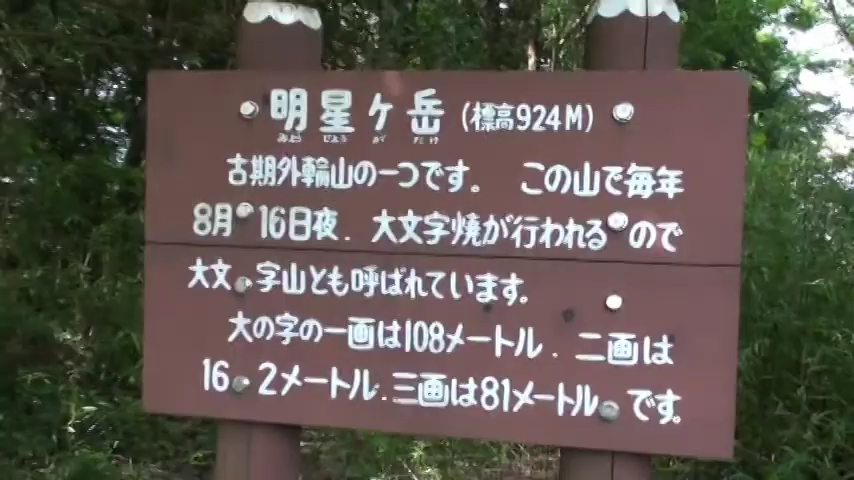 明星ヶ岳(標高924M)
みょうじょうがたけ
古期外輪山の一つです。 この山で毎年
8月16日夜. 大文字焼が行われるので
大文.字山とも呼ばれています。
大の字の一画は108メートル. 二画は
16.2メートル.三画は81メートルです。